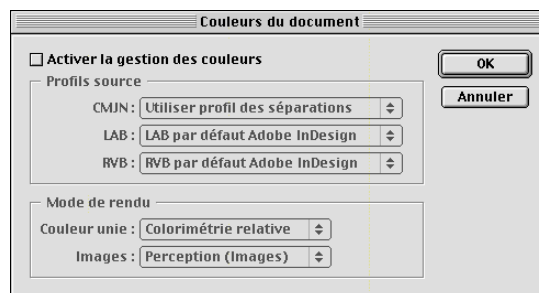 Couleurs du document
Activer la gestion des couleurs
OK
Annuler
Profils source
CMJN : Utiliser profil des séparations
LAB : LAB par défaut Adobe InDesign
RVB : RVB par défaut Adobe InDesign
Mode de rendu
Couleur unie : Colorimétrie relative
Images : Perception (Images)